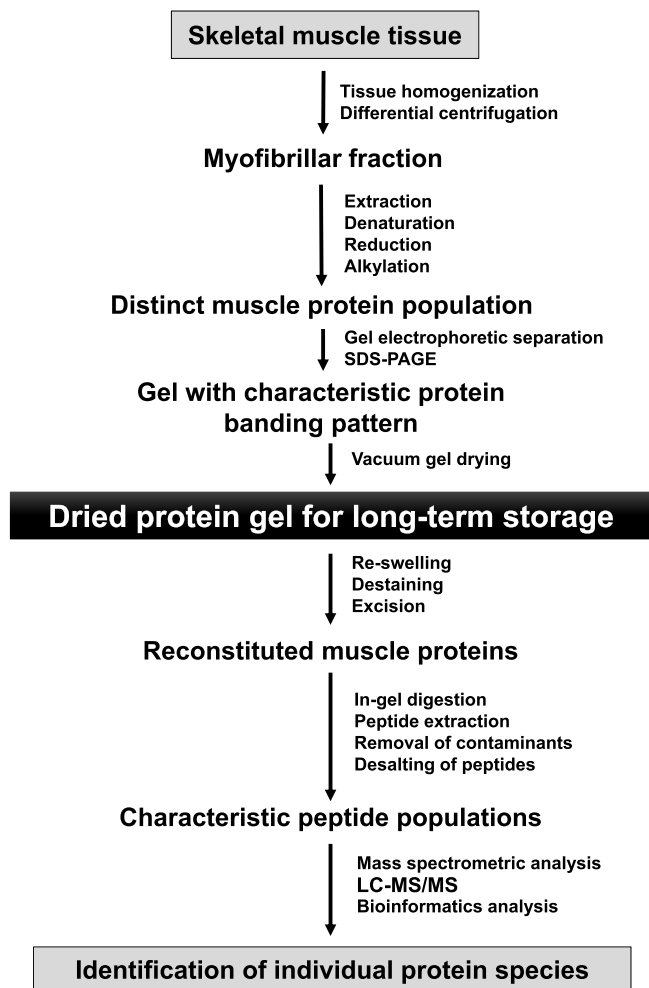 Skeletal muscle tissue
Tissue homogenization
Differential centrifugation
Myofibrillar fraction
Extraction
Denaturation
Reduction
Alkylation
Distinct muscle protein population
Gel electrophoretic separation
SDS-PAGE
Gel with characteristic protein
banding pattern
Vacuum gel drying
Dried protein gel for long-term storage
Re-swelling
Destaining
Excision
Reconstituted muscle proteins
In-gel digestion
Peptide extraction
Removal of contaminants
Desalting of peptides
Characteristic peptide populations
Mass spectrometric analysis
LC-MS/MS
Bioinformatics analysis
Identification of individual protein species